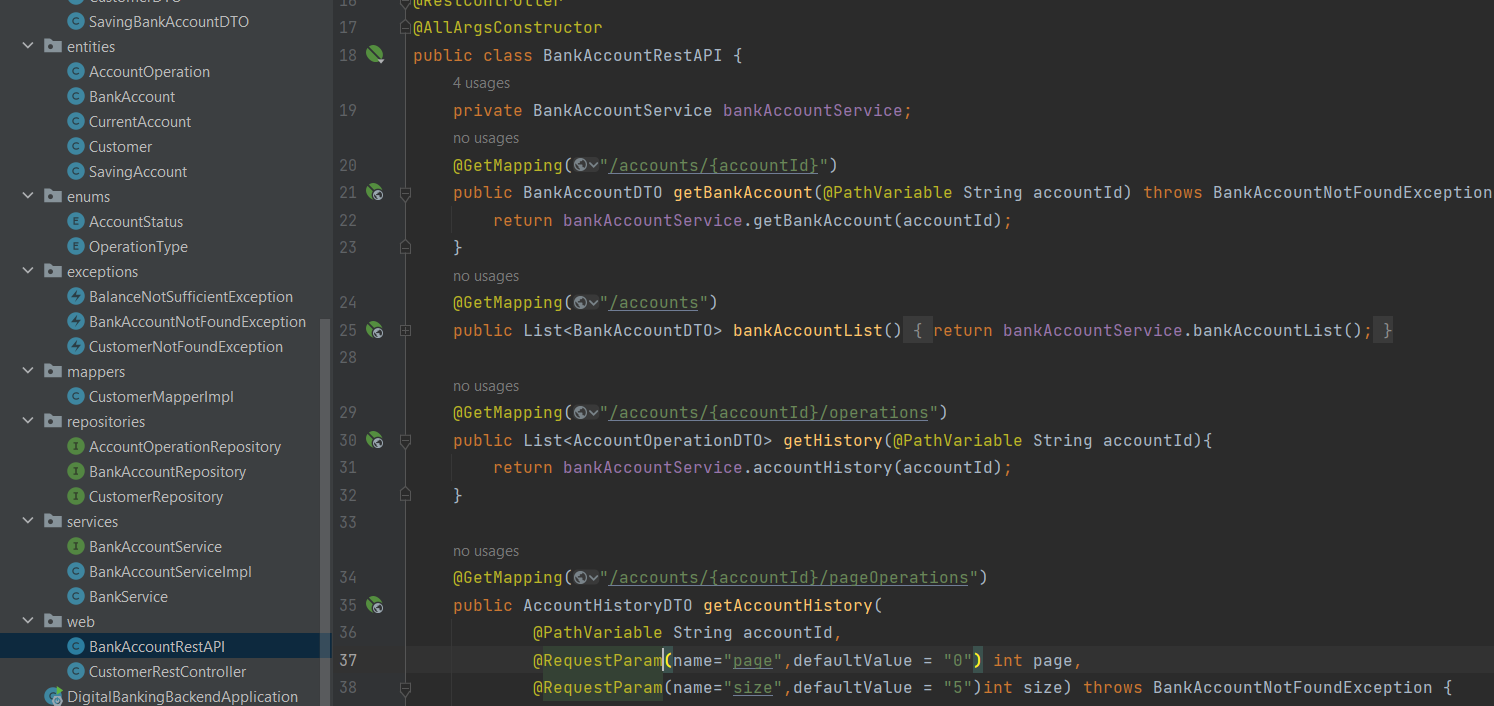 CustomerDTO
SavingBankAccountDTO
entities
AccountOperation
BankAccount
CurrentAccount
Customer
SavingAccount
enums
AccountStatus
OperationType
exceptions
BalanceNotSufficientException
BankAccountNotFoundException
CustomerNotFoundException
mappers
CustomerMapperImpl
repositories
AccountOperationRepository
BankAccountRepository
CustomerRepository
services
BankAccountService
BankAccountServiceImpl
BankService
web
BankAccountRestAPI
CustomerRestController
DigitalBankingBackendApplication
16 @RestController
17 @AllArgsConstructor
18 public class BankAccountRestAPI {
4 usages
19 private BankAccountService bankAccountService;
no usages
20 @GetMapping("/accounts/{accountId}")
21 public BankAccountDTO getBankAccount(@PathVariable String accountId) throws BankAccountNotFoundException
22 return bankAccountService.getBankAccount(accountId);
23 }
no usages
24 @GetMapping("/accounts")
25 public List<BankAccountDTO> bankAccountList() { return bankAccountService.bankAccountList(); }
28
no usages
29 @GetMapping("/accounts/{accountId}/operations")
30 public List<AccountOperationDTO> getHistory(@PathVariable String accountId){
31 return bankAccountService.accountHistory(accountId);
32 }
33
no usages
34 @GetMapping("/accounts/{accountId}/pageOperations")
35 public AccountHistoryDTO getAccountHistory(
36 @PathVariable String accountId,
37 @RequestParam(name="page",defaultValue = "0") int page,
38 @RequestParam(name="size",defaultValue = "5")int size) throws BankAccountNotFoundException {